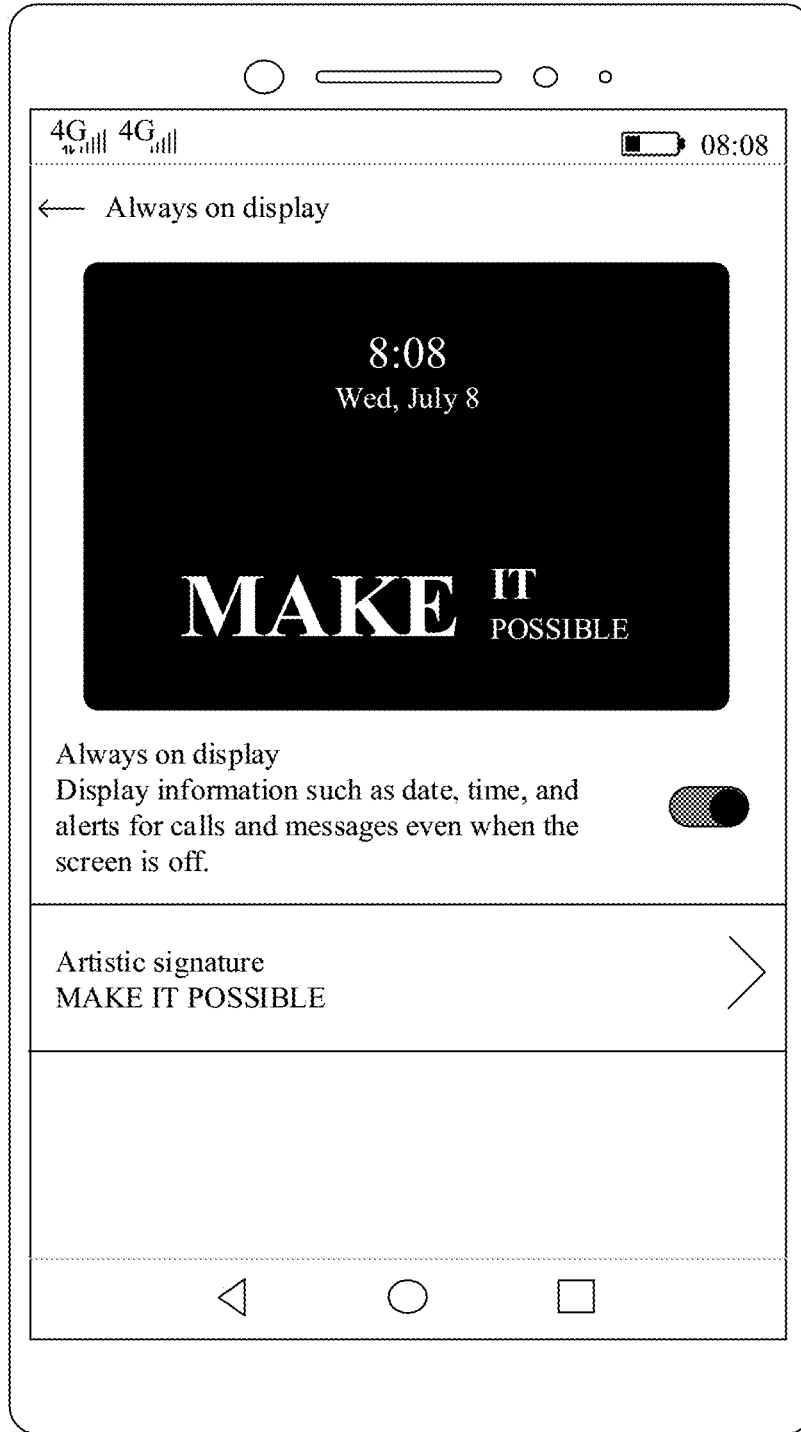 4G 4G 08:08
Always on display
8:08
Wed, July 8
MAKE IT
POSSIBLE
Always on display
Display information such as date, time, and
alerts for calls and messages even when the
screen is off.
Artistic signature
MAKE IT POSSIBLE